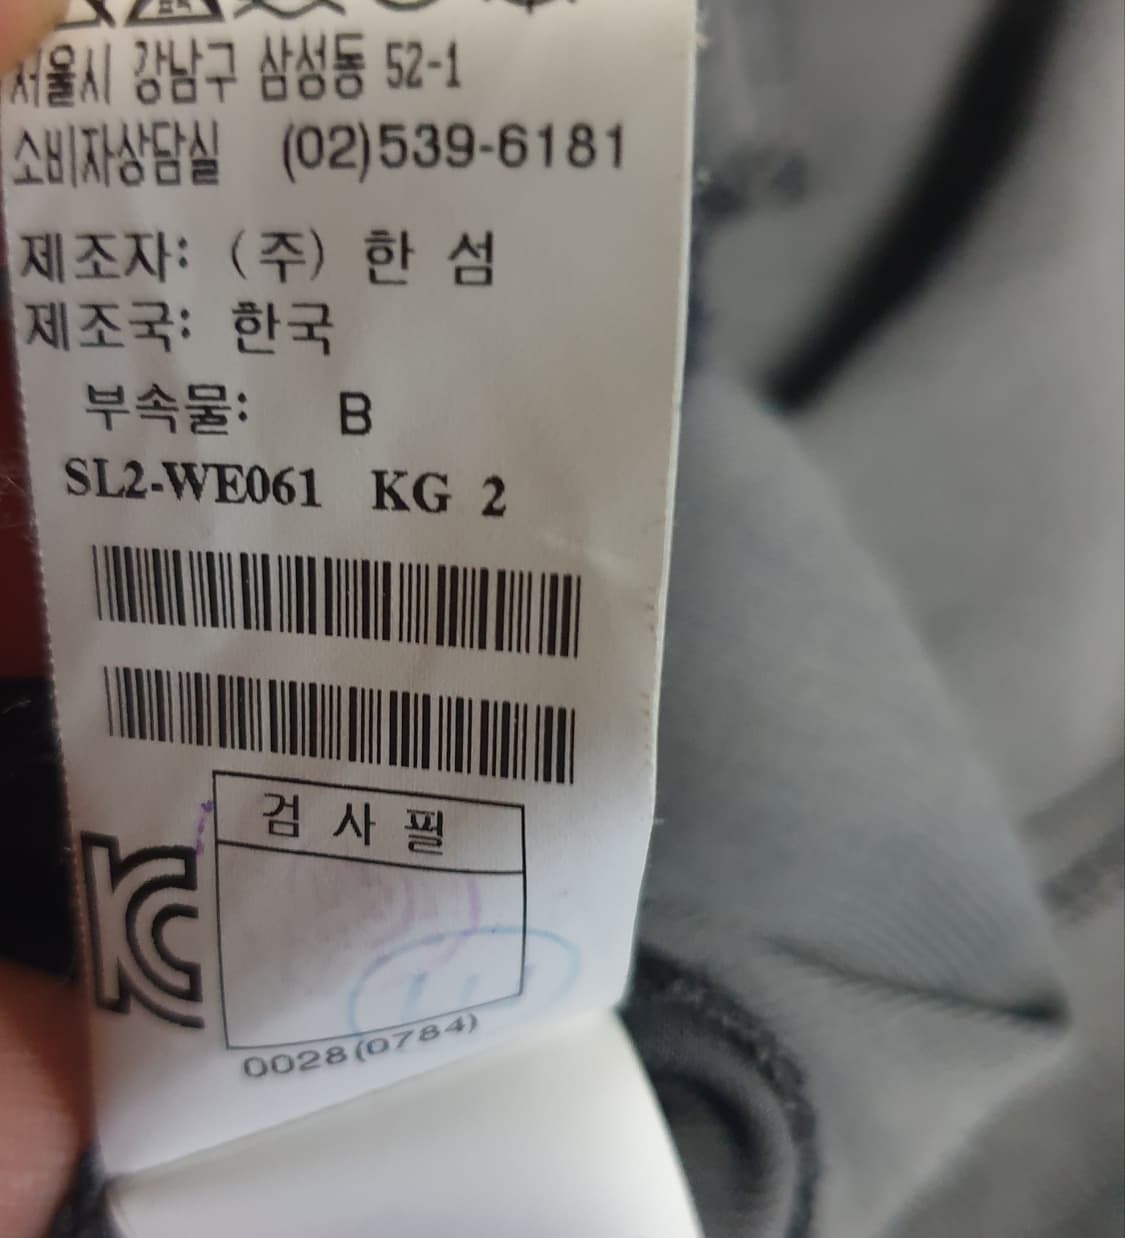 서울시 강남구 삼성동 52-1
소비자상담실 (02)539-6181
제조자: (주) 한 섬
제조국: 한국
부속물: B
SL2-WE061 KG 2
검 사 필
KC
0028(0784)